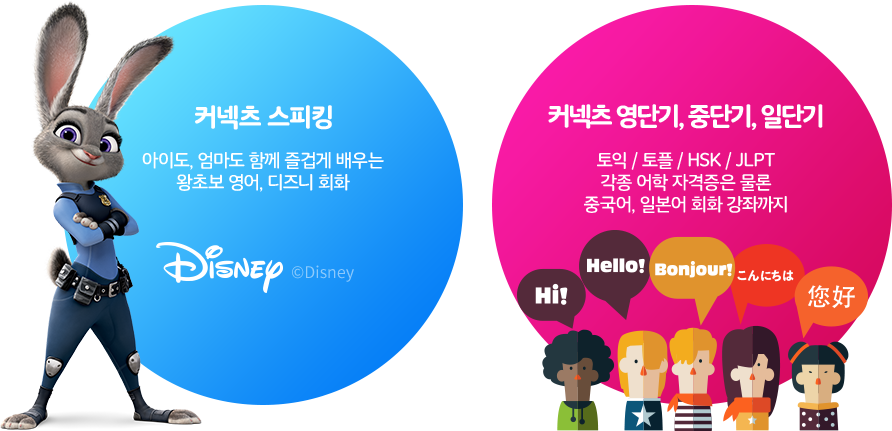 커넥츠 스피킹
아이도, 엄마도 함께 즐겁게 배우는
왕초보 영어, 디즈니 회화
Disney ©Disney
커넥츠 영단기, 중단기, 일단기
토익 / 토플 / HSK / JLPT
각종 어학 자격증은 물론
중국어, 일본어 회화 강좌까지
Hi!
Hello!
Bonjour!
こんにちは
您好